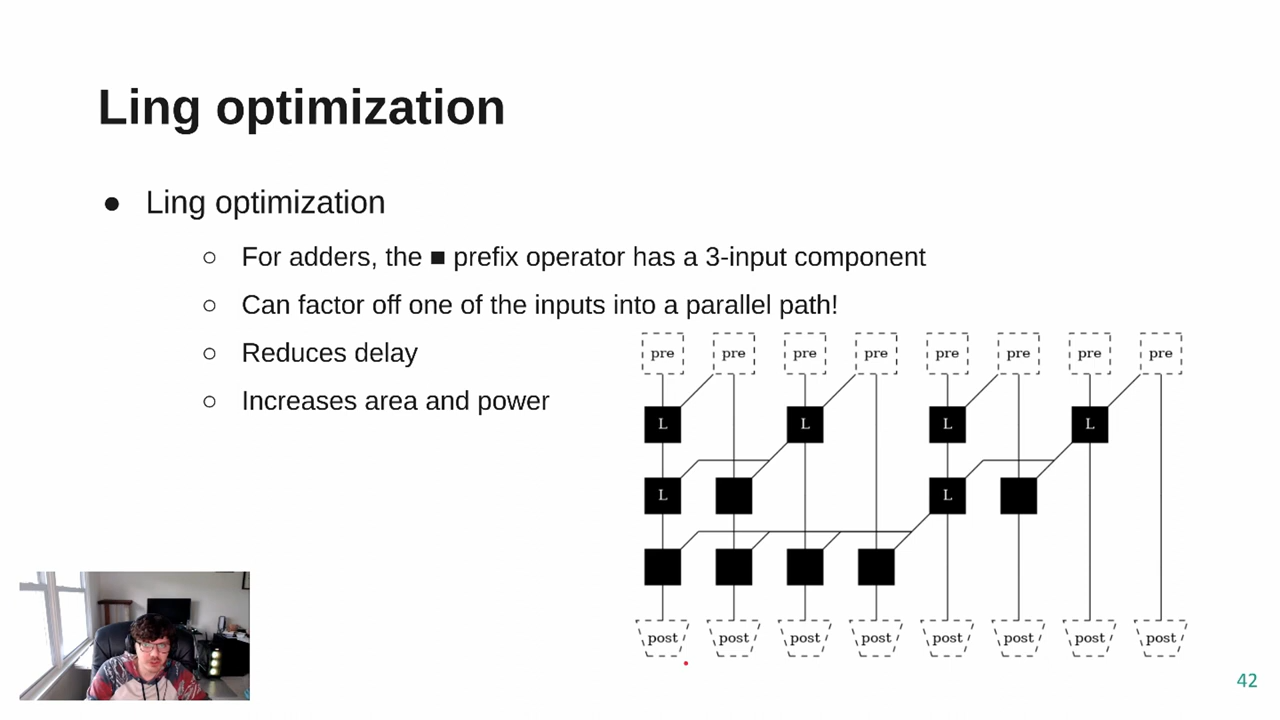 Ling optimization
● Ling optimization
○ For adders, the ■ prefix operator has a 3-input component
○ Can factor off one of the inputs into a parallel path!
○ Reduces delay
○ Increases area and power
pre pre pre pre pre pre pre pre
L L L L
L L
post post post post post post post post
42